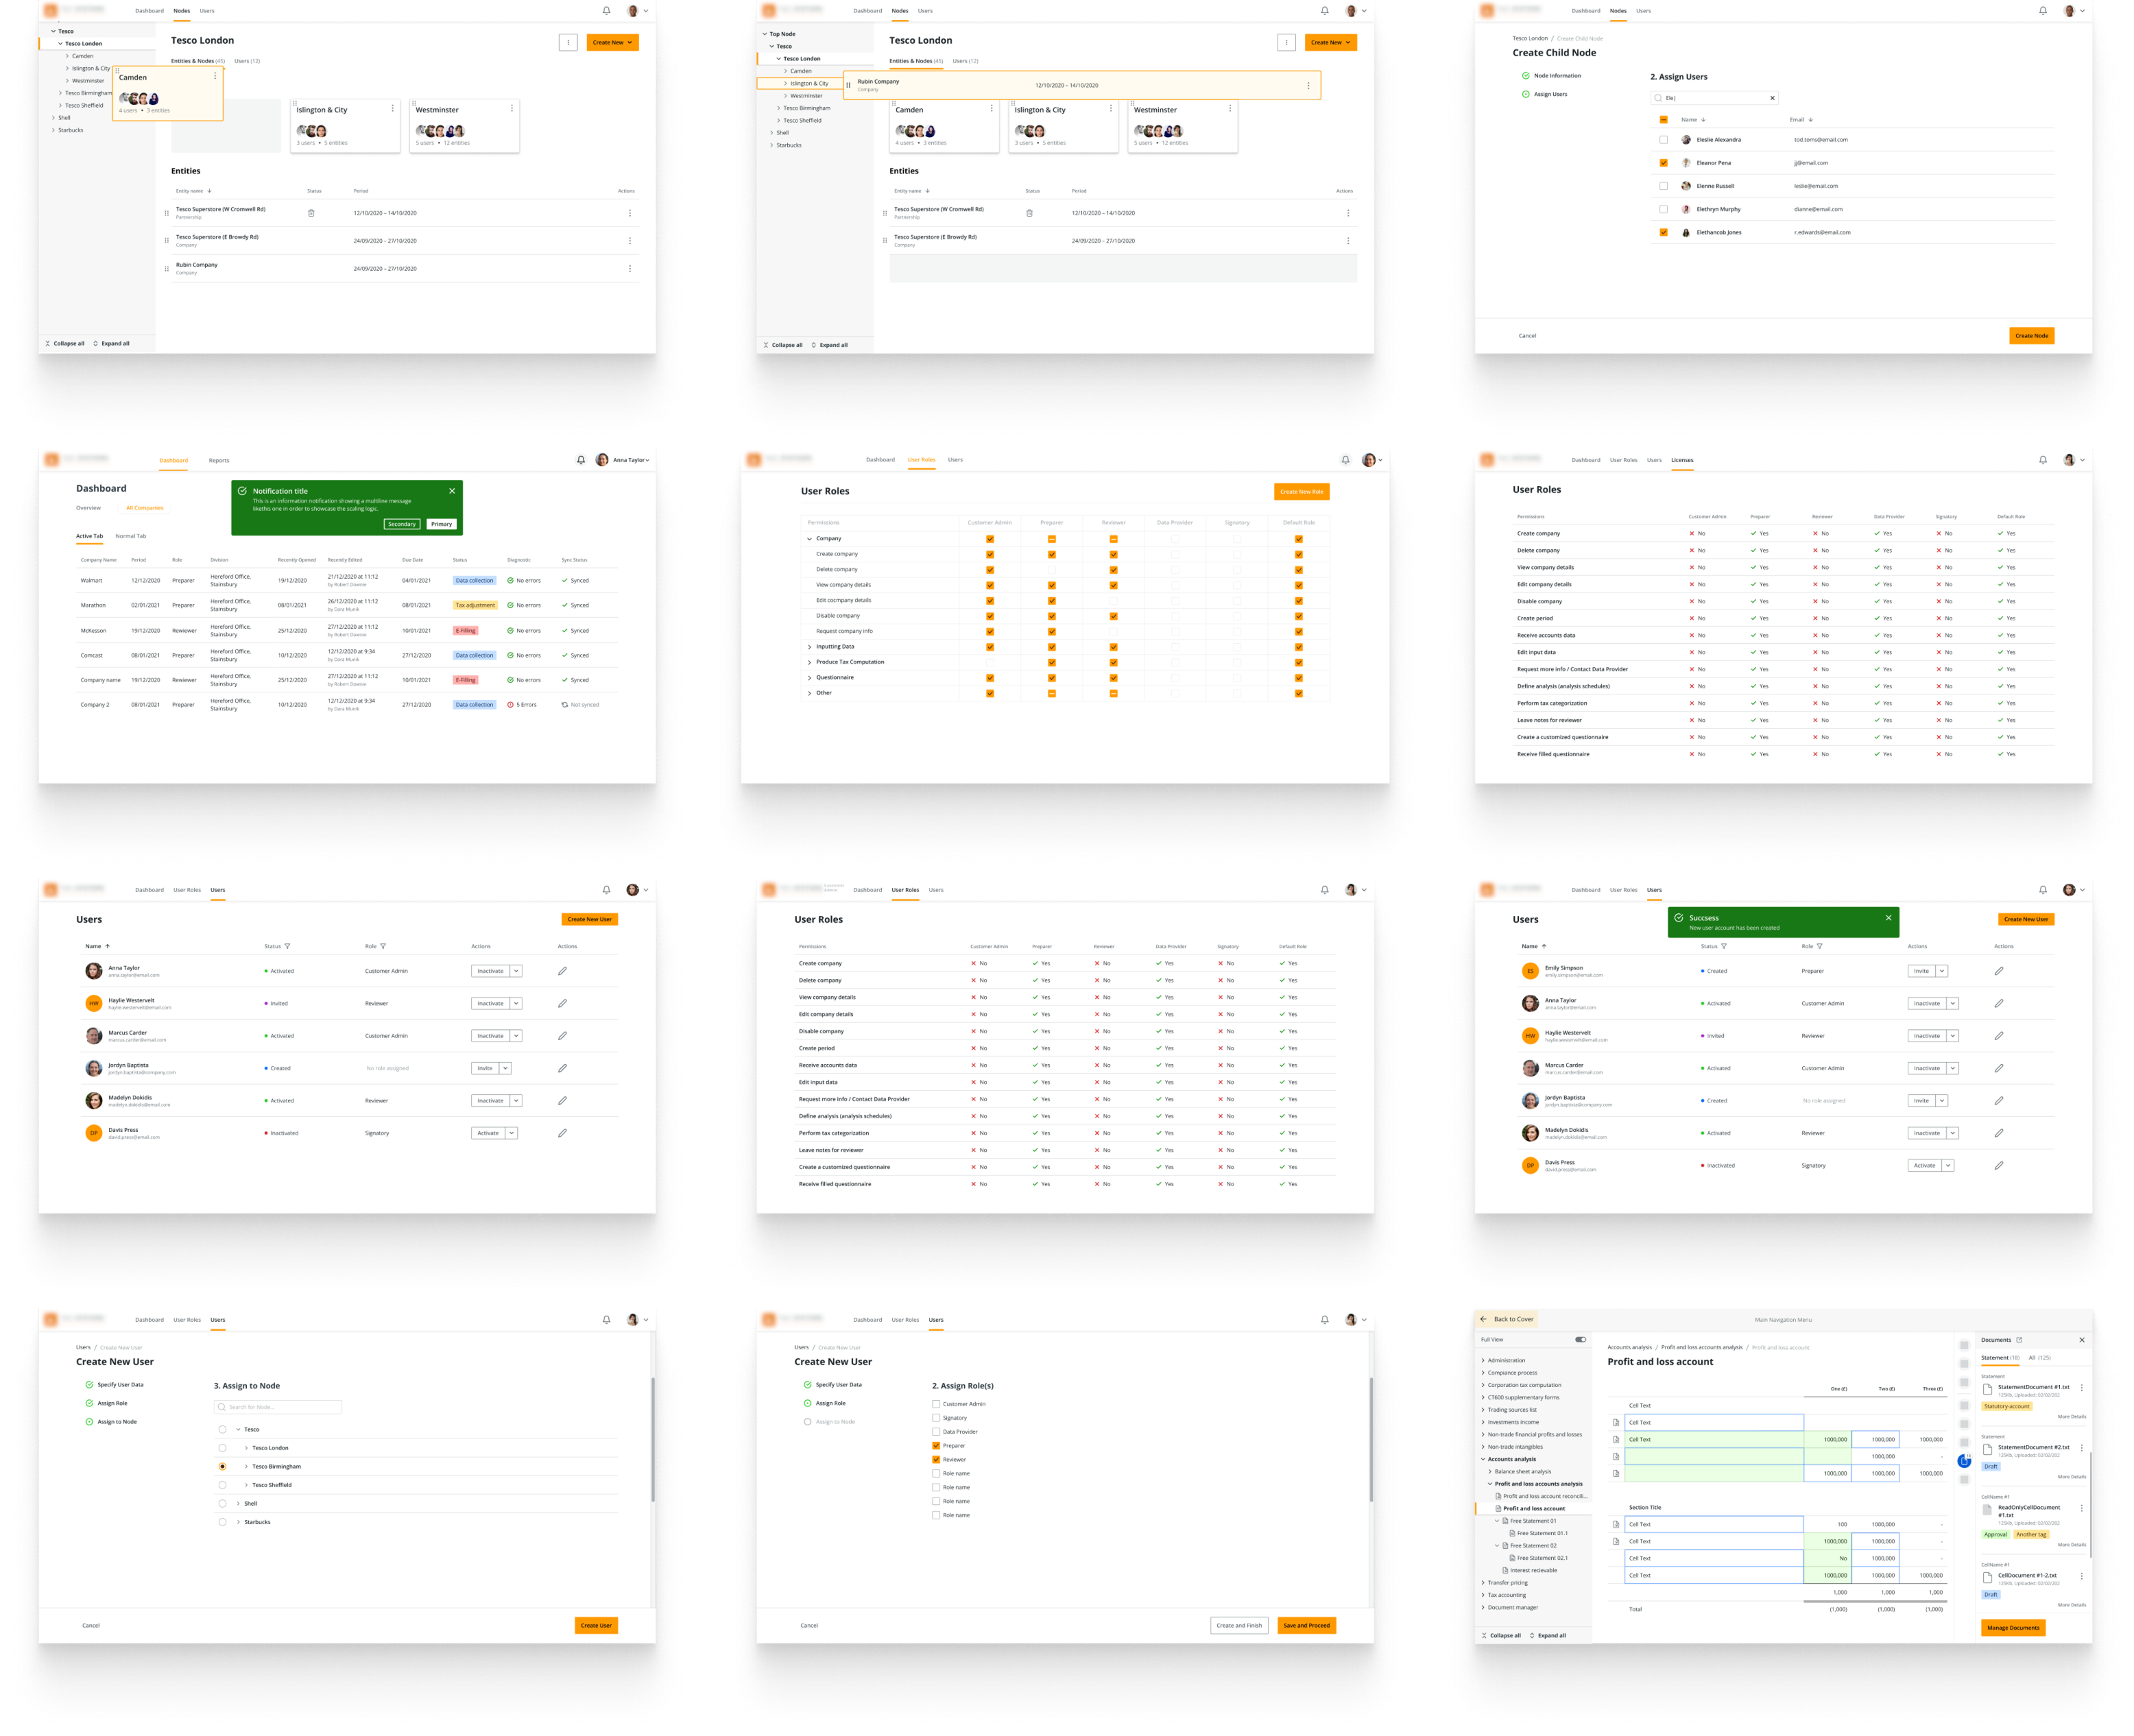 Dashboard Nodes Users
Tesco
Tesco London
Camden
Islington & City
Westminster
Tesco Birmingham
Tesco Sheffield
Shell
Starbucks
Collapse all Expand all
Tesco London
Create New
Entities & Nodes (45) Users (12)
Camden
4 users • 3 entities
Islington & City
3 users • 5 entities
Westminster
5 users • 12 entities
Entities
Entity name Status Period Actions
Tesco Superstore (W Cromwell Rd)
Partnership
12/10/2020 – 14/10/2020
Tesco Superstore (E Browdy Rd)
Company
24/09/2020 – 27/10/2020
Rubin Company
Company
24/09/2020 – 27/10/2020
Dashboard Nodes Users
Top Node
Tesco
Tesco London
Camden
Islington & City
Westminster
Tesco Birmingham
Tesco Sheffield
Shell
Starbucks
Collapse all Expand all
Tesco London
Create New
Entities & Nodes (45) Users (12)
Rubin Company
Company
12/10/2020 – 14/10/2020
Camden
4 users • 3 entities
Islington & City
3 users • 5 entities
Westminster
5 users • 12 entities
Entities
Entity name Status Period Actions
Tesco Superstore (W Cromwell Rd)
Partnership
12/10/2020 – 14/10/2020
Tesco Superstore (E Browdy Rd)
Company
24/09/2020 – 27/10/2020
Dashboard Nodes Users
Tesco London / Create Child Node
Create Child Node
Node Information
Assign Users
2. Assign Users
Ele
Name Email
Eleslie Alexandra tod.toms@email.com
Eleanor Pena jj@email.com
Elenne Russell leslie@email.com
Elethryn Murphy dianne@email.com
Elethancob Jones r.edwards@email.com
Cancel Create Node
Dashboard Reports Anna Taylor
Dashboard
Overview All Companies
Notification title
This is an information notification showing a multiline message
likethis one in order to showcase the scaling logic.
Secondary Primary
Active Tab Normal Tab
Company Name Period Role Division Recently Opened Recently Edited Due Date Status Diagnostic Sync Status
Walmart 12/12/2020 Preparer Hereford Office, Stainsbury 19/12/2020 21/12/2020 at 11:12 by Robert Downie 04/01/2021 Data collection No errors Synced
Marathon 02/01/2021 Preparer Hereford Office, Stainsbury 08/01/2021 26/12/2020 at 11:12 by Dara Munik 08/01/2021 Tax adjustment No errors Synced
McKesson 19/12/2020 Rewiewer Hereford Office, Stainsbury 25/12/2020 27/12/2020 at 11:12 by Robert Downie 10/01/2021 E-Filling No errors Synced
Comcast 08/01/2021 Preparer Hereford Office, Stainsbury 10/12/2020 12/12/2020 at 9:34 by Dara Munik 27/12/2020 Data collection No errors Synced
Company name 19/12/2020 Rewiewer Hereford Office, Stainsbury 25/12/2020 27/12/2020 at 11:12 by Robert Downie 10/01/2021 E-Filling No errors Synced
Company 2 08/01/2021 Preparer Hereford Office, Stainsbury 10/12/2020 12/12/2020 at 9:34 by Dara Munik 27/12/2020 Data collection 5 Errors Not synced
Dashboard User Roles Users
User Roles
Create New Role
Permissions Customer Admin Preparer Reviewer Data Provider Signatory Default Role
Company
Create company
Delete company
View company details
Edit cocmpany details
Disable company
Request company info
Inputting Data
Produce Tax Computation
Questionnaire
Other
Dashboard User Roles Users Licenses
User Roles
Permissions Customer Admin Preparer Reviewer Data Provider Signatory Default Role
Create company No Yes No Yes No Yes
Delete company No Yes No Yes No Yes
View company details No Yes No Yes No Yes
Edit company details No Yes No Yes No Yes
Disable company No Yes No Yes No Yes
Create period No Yes No Yes No Yes
Receive accounts data No Yes No Yes No Yes
Edit input data No Yes No Yes No Yes
Request more info / Contact Data Provider No Yes No Yes No Yes
Define analysis (analysis schedules) No Yes No Yes No Yes
Perform tax categorization No Yes No Yes No Yes
Leave notes for reviewer No Yes No Yes No Yes
Create a customized questionnaire No Yes No Yes No Yes
Receive filled questionnaire No Yes No Yes No Yes
Dashboard User Roles Users
Users
Create New User
Name Status Role Actions Actions
Anna Taylor
anna.taylor@email.com
Activated Customer Admin Inactivate
HW Haylie Westervelt
haylie.westervelt@email.com
Invited Reviewer Inactivate
Marcus Carder
marcus.carder@email.com
Activated Customer Admin Inactivate
Jordyn Baptista
jordyn.baptista@company.com
Created No role assigned Invite
Madelyn Dokidis
madelyn.dokidis@email.com
Activated Reviewer Inactivate
DP Davis Press
david.press@email.com
Inactivated Signatory Activate
Customer Admin
Dashboard User Roles Users
User Roles
Permissions Customer Admin Preparer Reviewer Data Provider Signatory Default Role
Create company No Yes No Yes No Yes
Delete company No Yes No Yes No Yes
View company details No Yes No Yes No Yes
Edit company details No Yes No Yes No Yes
Disable company No Yes No Yes No Yes
Create period No Yes No Yes No Yes
Receive accounts data No Yes No Yes No Yes
Edit input data No Yes No Yes No Yes
Request more info / Contact Data Provider No Yes No Yes No Yes
Define analysis (analysis schedules) No Yes No Yes No Yes
Perform tax categorization No Yes No Yes No Yes
Leave notes for reviewer No Yes No Yes No Yes
Create a customized questionnaire No Yes No Yes No Yes
Receive filled questionnaire No Yes No Yes No Yes
Dashboard User Roles Users
Users
Succsess
New user account has been created
Create New User
Name Status Role Actions Actions
ES Emily Simpson
emily.simpson@email.com
Created Preparer Invite
Anna Taylor
anna.taylor@email.com
Activated Customer Admin Inactivate
HW Haylie Westervelt
haylie.westervelt@email.com
Invited Reviewer Inactivate
Marcus Carder
marcus.carder@email.com
Activated Customer Admin Inactivate
Jordyn Baptista
jordyn.baptista@company.com
Created No role assigned Invite
Madelyn Dokidis
madelyn.dokidis@email.com
Activated Reviewer Inactivate
DP Davis Press
david.press@email.com
Inactivated Signatory Activate
Dashboard User Roles Users
Users / Create New User
Create New User
Specify User Data
Assign Role
Assign to Node
3. Assign to Node
Search for Node...
Tesco
Tesco London
Tesco Birmingham
Tesco Sheffield
Shell
Starbucks
Cancel Create User
Dashboard User Roles Users
Users / Create New User
Create New User
Specify User Data
Assign Role
Assign to Node
2. Assign Role(s)
Customer Admin
Signatory
Data Provider
Preparer
Reviewer
Role name
Role name
Role name
Role name
Cancel Create and Finish Save and Proceed
Back to Cover Main Navigation Menu
Full View
Administration
Compliance process
Corporation tax computation
CT600 supplementary forms
Trading sources list
Investments income
Non-trade financial profits and losses
Non-trade intangibles
Accounts analysis
Balance sheet analysis
Profit and loss accounts analysis
Profit and loss account reconcili...
Profit and loss account
Free Statement 01
Free Statement 01.1
Free Statement 02
Free Statement 02.1
Interest recievable
Transfer pricing
Tax accounting
Document manager
Collapse all Expand all
Accounts analysis / Profit and loss accounts analysis / Profit and loss account
Profit and loss account
One (£) Two (£) Three (£)
Cell Text
Cell Text
Cell Text 1000,000 1000,000 1000,000
1000,000 -
1000,000 1000,000 1000,000
Section Title
Cell Text 100 1000,000 -
Cell Text 1000,000 1000,000 -
Cell Text No 1000,000 -
Cell Text 1000,000 1000,000 1000,000
1,000 1,000 1,000
Total (1,000) (1,000) (1,000)
Documents
Statement (18) All (125)
Statement
StatementDocument #1.txt
125Kb, Uploaded: 02/02/202
Statutory-account
More Details
Statement
StatementDocument #2.txt
125Kb, Uploaded: 02/02/202
Draft
More Details
CellName #1
ReadOnlyCellDocument
#1.txt
125Kb, Uploaded: 02/02/202
Approval Another tag
More Details
CellName #1
CellDocument #1-2.txt
125Kb, Uploaded: 02/02/202
Draft
More Details
Manage Documents